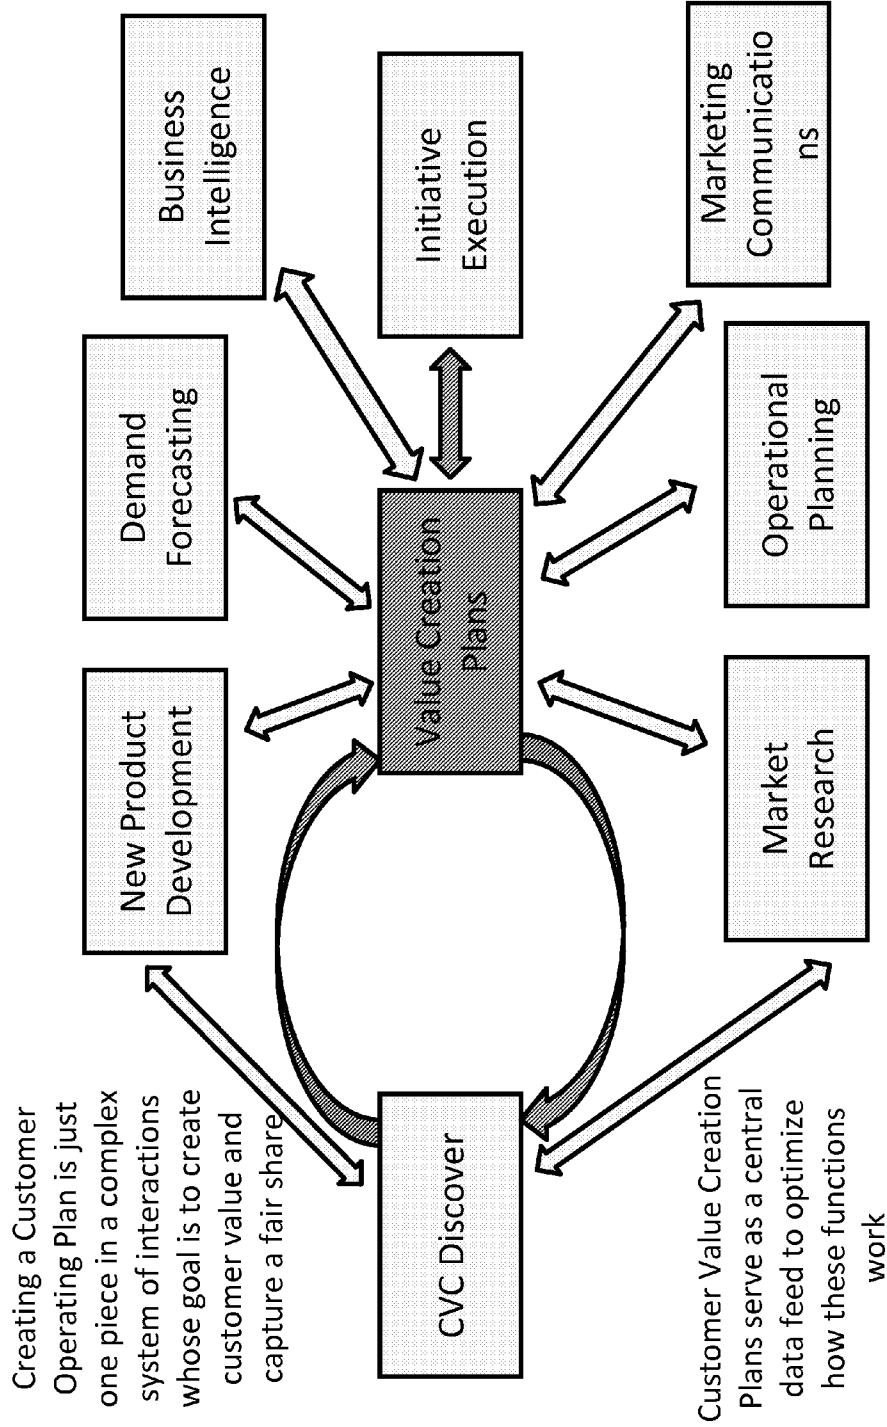 Creating a Customer
Operating Plan is just
one piece in a complex
system of interactions
whose goal is to create
customer value and
capture a fair share
New Product
Development
Demand
Forecasting
Business
Intelligence
CVC Discover
Value Creation
Plans
Initiative
Execution
Customer Value Creation
Plans serve as a central
data feed to optimize
how these functions
work
Market
Research
Operational
Planning
Marketing
Communicatio
ns